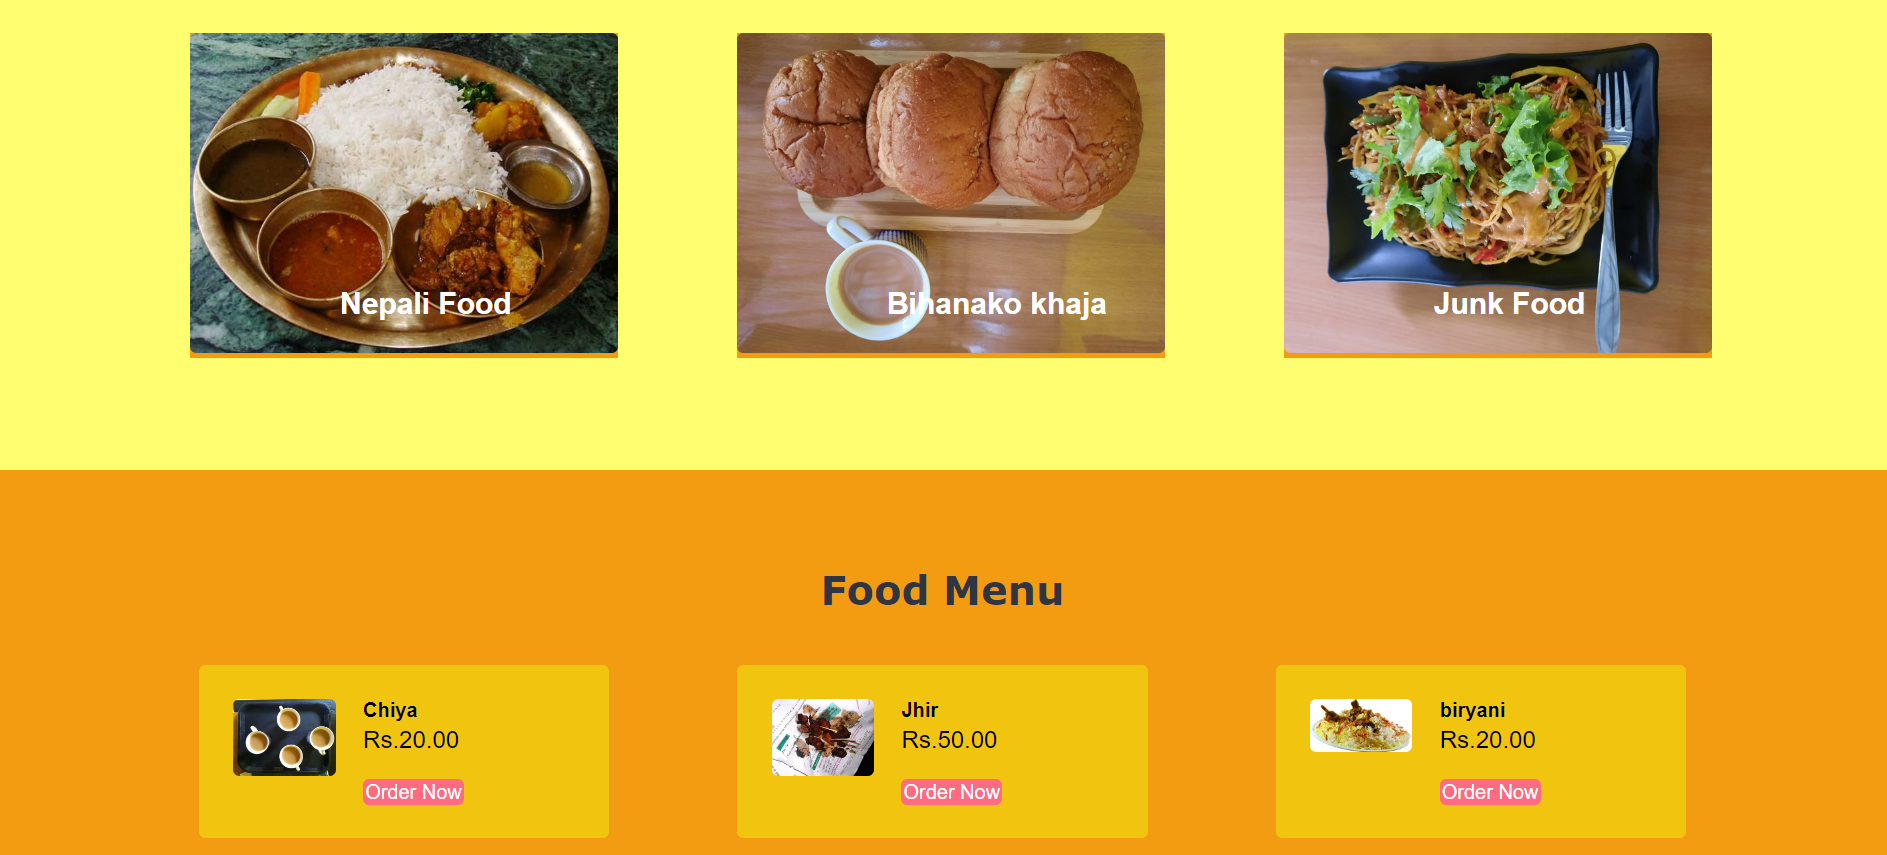 Nepali Food
Bihanako khaja
Junk Food
Food Menu
Chiya
Rs.20.00
Order Now
Jhir
Rs.50.00
Order Now
biryani
Rs.20.00
Order Now